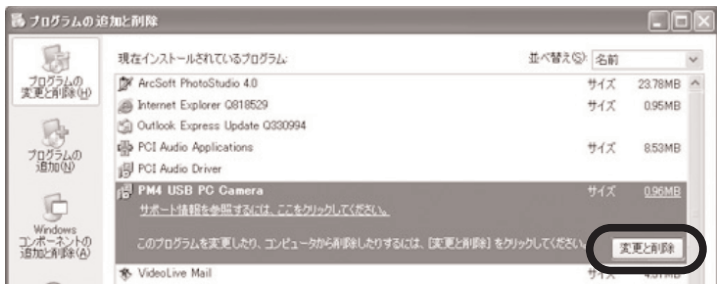 プログラムの追加と削除
プログラムの
変更と削除(H)
プログラムの
追加(N)
Windows
コンポーネントの
追加と削除(A)
現在インストールされているプログラム:
並べ替え(S): 名前
ArcSoft PhotoStudio 4.0 サイズ 23.78MB
Internet Explorer Q818529 サイズ 0.95MB
Outlook Express Update Q330994
PCI Audio Applications サイズ 8.53MB
PCI Audio Driver
PM4 USB PC Camera サイズ 0.96MB
サポート情報を参照するには、ここをクリックしてください。
このプログラムを変更したり、コンピュータから削除したりするには、[変更と削除] をクリックしてください。
変更と削除
VideoLive Mail サイズ